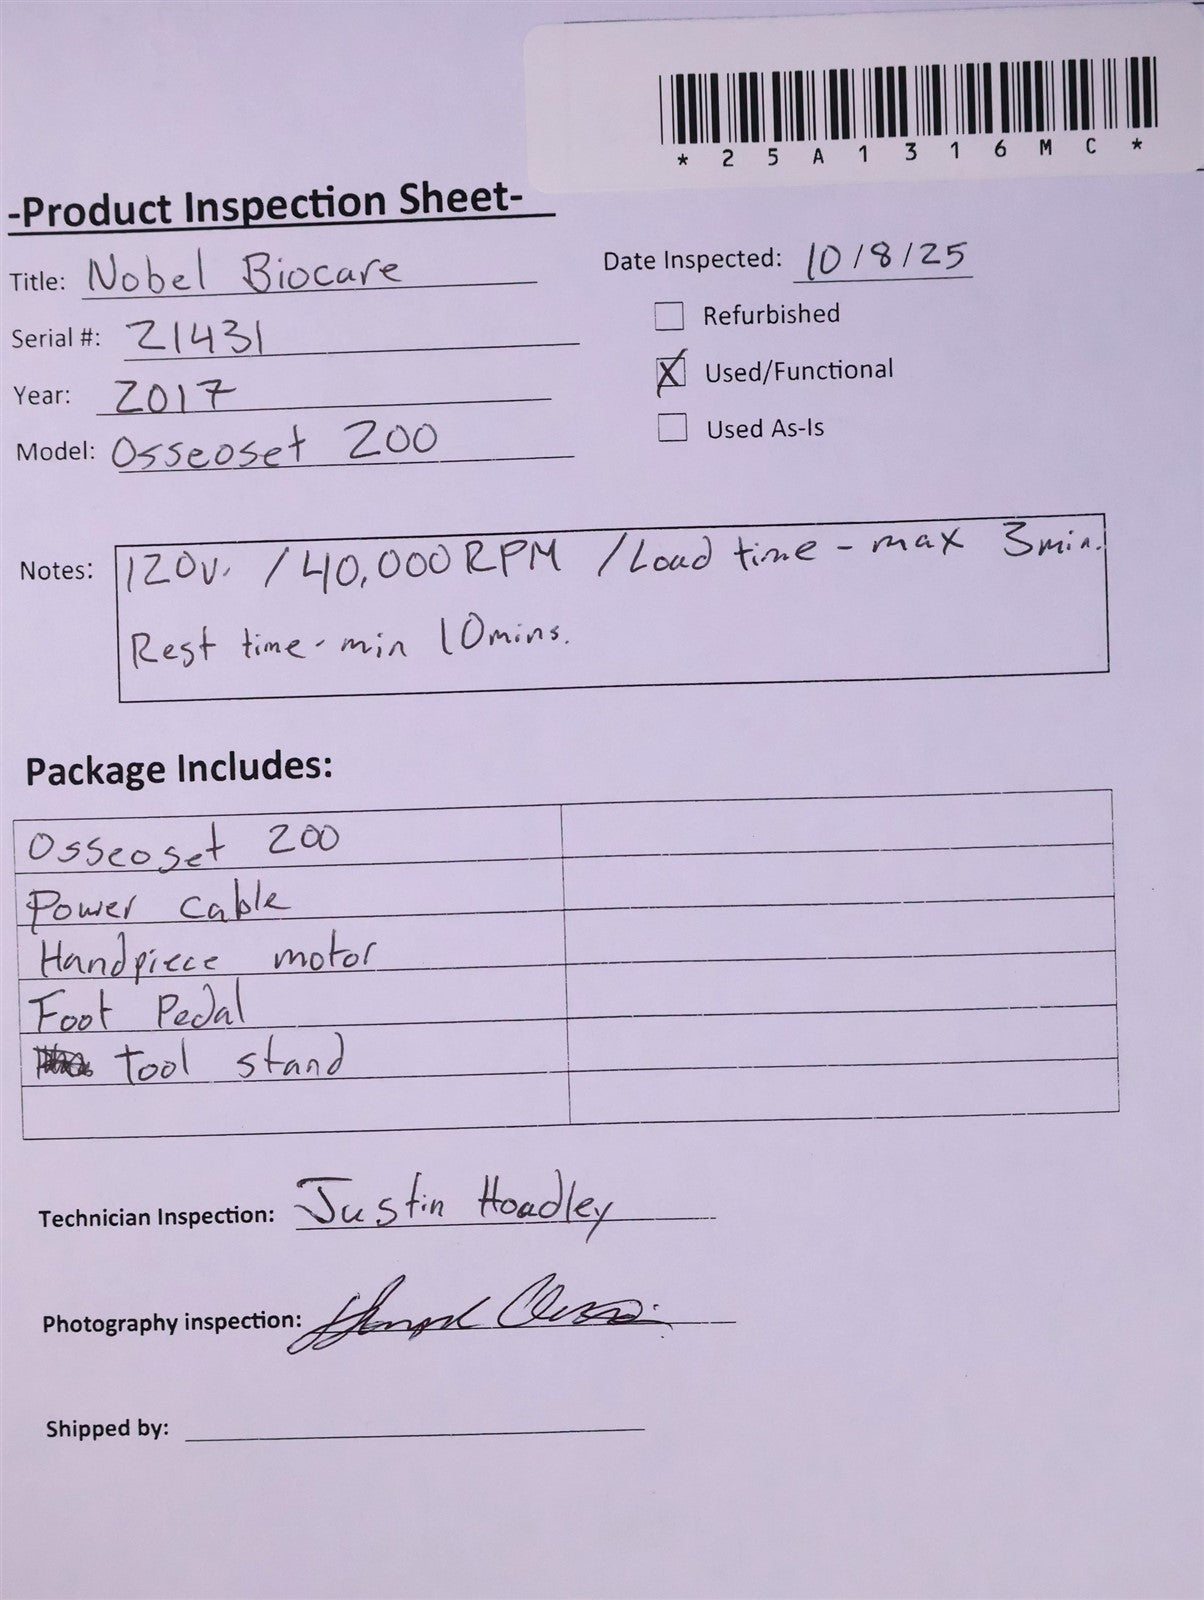 *25A1316MC*
-Product Inspection Sheet-
Title: Nobel Biocare
Date Inspected: 10/8/25
Serial #: 21431
Refurbished
Year: 2017
X Used/Functional
Model: Osseoset 200
Used As-Is
Notes: 120v. / 40,000 RPM / Load time - max 3min.
Rest time - min 10mins.
Package Includes:
Osseoset 200
Power cable
Handpiece motor
Foot Pedal
tool stand
Technician Inspection: Justin Hoadley
Photography inspection:
Shipped by: